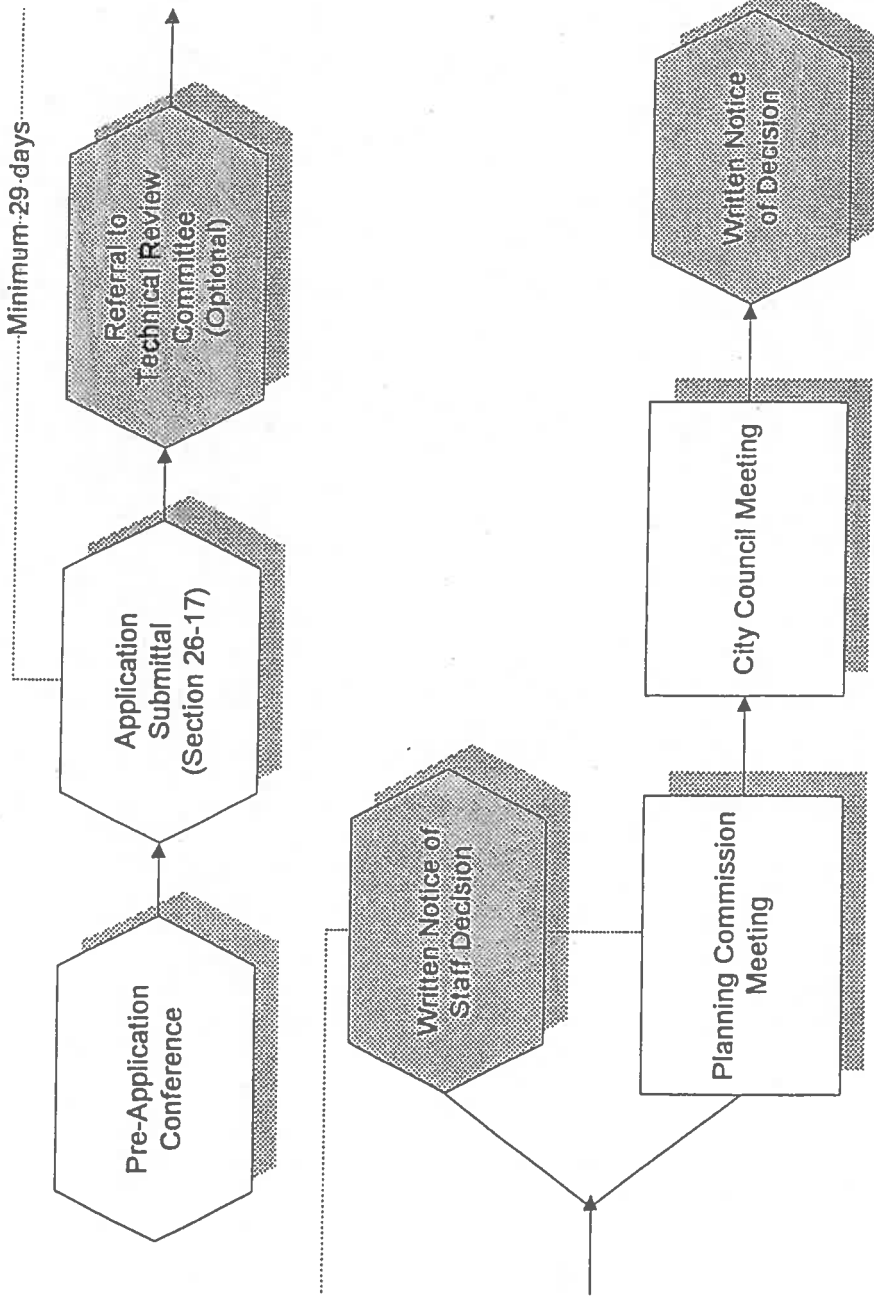 Minimum 29 days
Pre-Application
Conference
Application
Submittal
(Section 26-17)
Referral to
Technical Review
Committee
(Optional)
Written Notice of
Staff Decision
Planning Commission
Meeting
City Council Meeting
Written Notice
of Decision